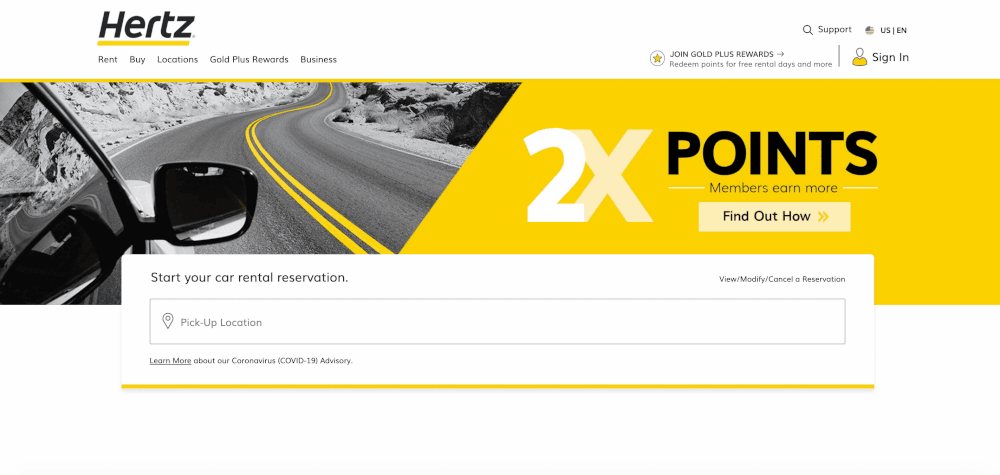 Hertz
Support
US | EN
Rent Buy Locations Gold Plus Rewards Business
JOIN GOLD PLUS REWARDS →
Redeem points for free rental days and more
Sign In
2X POINTS
Members earn more
Find Out How »
Start your car rental reservation.
View/Modify/Cancel a Reservation
Pick-Up Location
Learn More about our Coronavirus (COVID-19) Advisory.